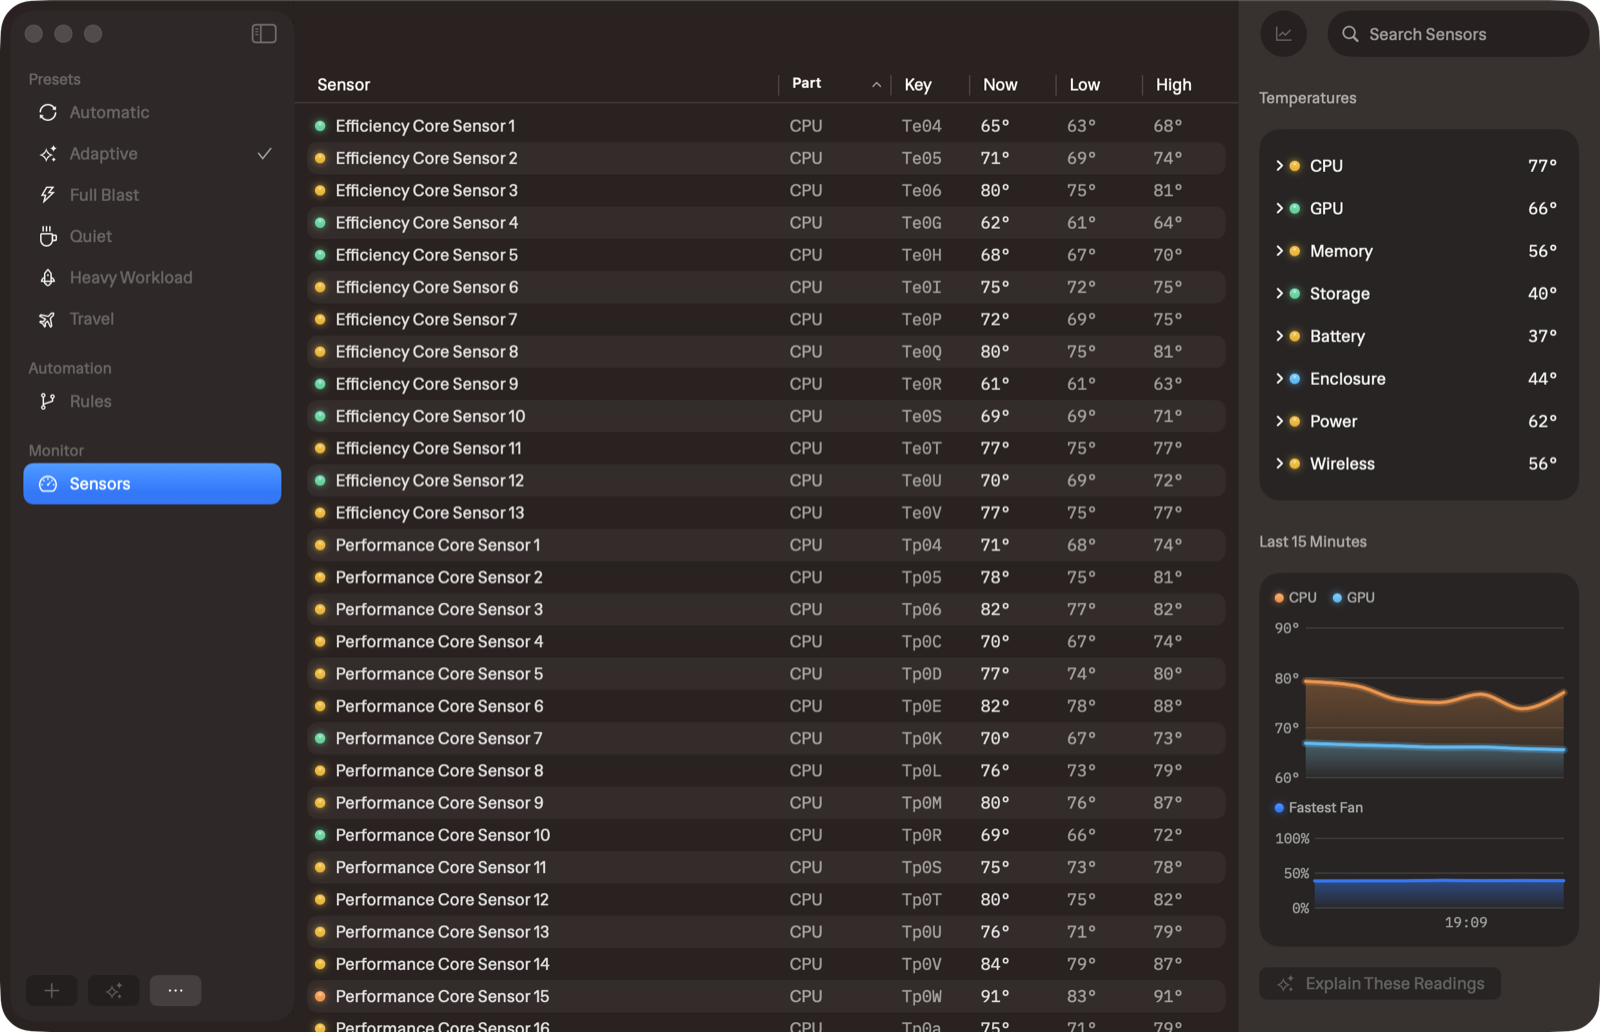 Presets
Automatic
Adaptive
Full Blast
Quiet
Heavy Workload
Travel
Automation
Rules
Monitor
Sensors
Sensor Part Key Now Low High
Efficiency Core Sensor 1 CPU Te04 65° 63° 68°
Efficiency Core Sensor 2 CPU Te05 71° 69° 74°
Efficiency Core Sensor 3 CPU Te06 80° 75° 81°
Efficiency Core Sensor 4 CPU Te0G 62° 61° 64°
Efficiency Core Sensor 5 CPU Te0H 68° 67° 70°
Efficiency Core Sensor 6 CPU Te0I 75° 72° 75°
Efficiency Core Sensor 7 CPU Te0P 72° 69° 75°
Efficiency Core Sensor 8 CPU Te0Q 80° 75° 81°
Efficiency Core Sensor 9 CPU Te0R 61° 61° 63°
Efficiency Core Sensor 10 CPU Te0S 69° 69° 71°
Efficiency Core Sensor 11 CPU Te0T 77° 75° 77°
Efficiency Core Sensor 12 CPU Te0U 70° 69° 72°
Efficiency Core Sensor 13 CPU Te0V 77° 75° 77°
Performance Core Sensor 1 CPU Tp04 71° 68° 74°
Performance Core Sensor 2 CPU Tp05 78° 75° 81°
Performance Core Sensor 3 CPU Tp06 82° 77° 82°
Performance Core Sensor 4 CPU Tp0C 70° 67° 74°
Performance Core Sensor 5 CPU Tp0D 77° 74° 80°
Performance Core Sensor 6 CPU Tp0E 82° 78° 88°
Performance Core Sensor 7 CPU Tp0K 70° 67° 73°
Performance Core Sensor 8 CPU Tp0L 76° 73° 79°
Performance Core Sensor 9 CPU Tp0M 80° 76° 87°
Performance Core Sensor 10 CPU Tp0R 69° 66° 72°
Performance Core Sensor 11 CPU Tp0S 75° 73° 78°
Performance Core Sensor 12 CPU Tp0T 80° 75° 82°
Performance Core Sensor 13 CPU Tp0U 76° 71° 79°
Performance Core Sensor 14 CPU Tp0V 84° 79° 87°
Performance Core Sensor 15 CPU Tp0W 91° 83° 91°
Performance Core Sensor 16 CPU Tp0a 75° 71° 79°
Search Sensors
Temperatures
CPU 77°
GPU 66°
Memory 56°
Storage 40°
Battery 37°
Enclosure 44°
Power 62°
Wireless 56°
Last 15 Minutes
CPU GPU
90°
80°
70°
60°
Fastest Fan
100%
50%
0%
19:09
Explain These Readings